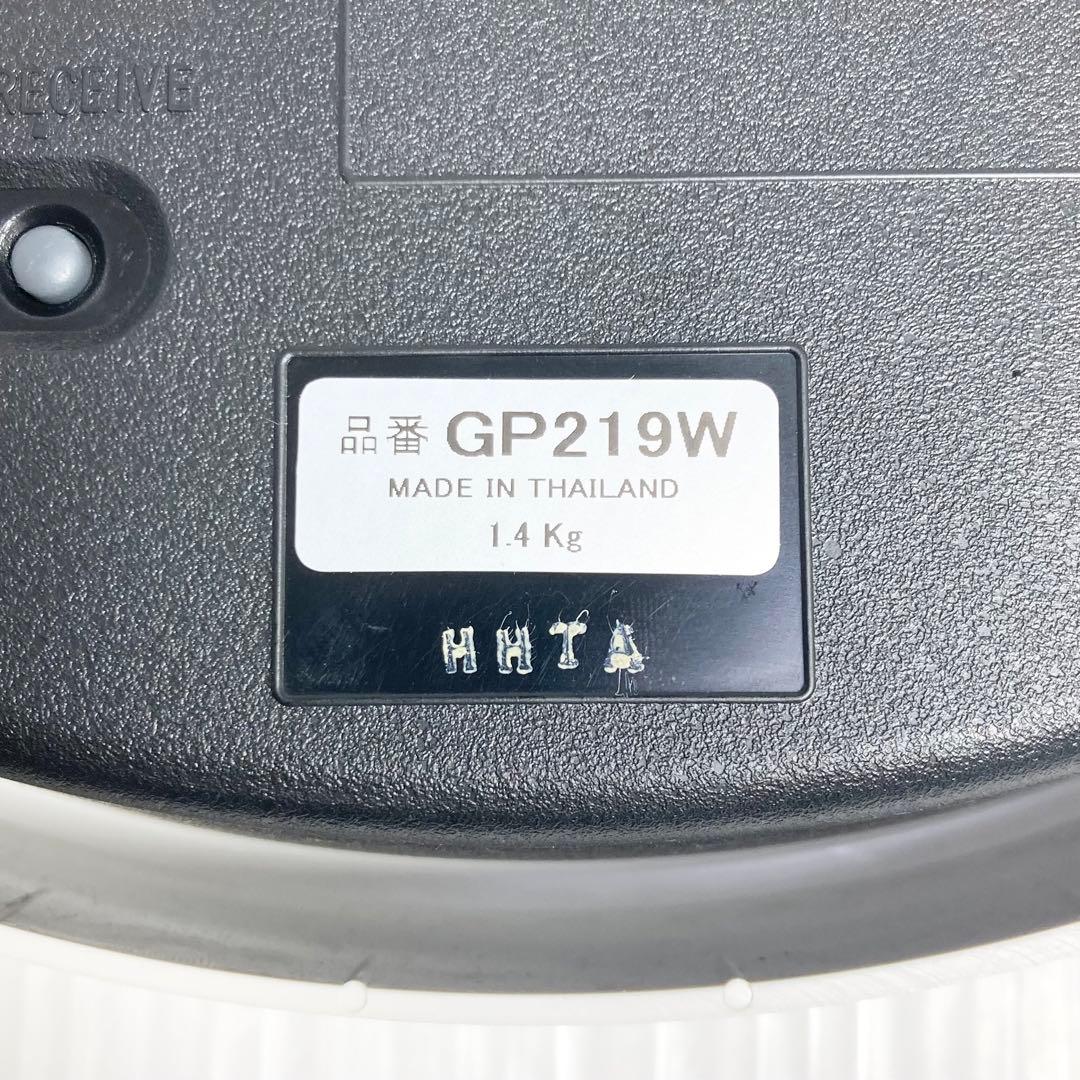 RECEIVE
品番 GP219W
MADE IN THAILAND
1.4 Kg
HHTA